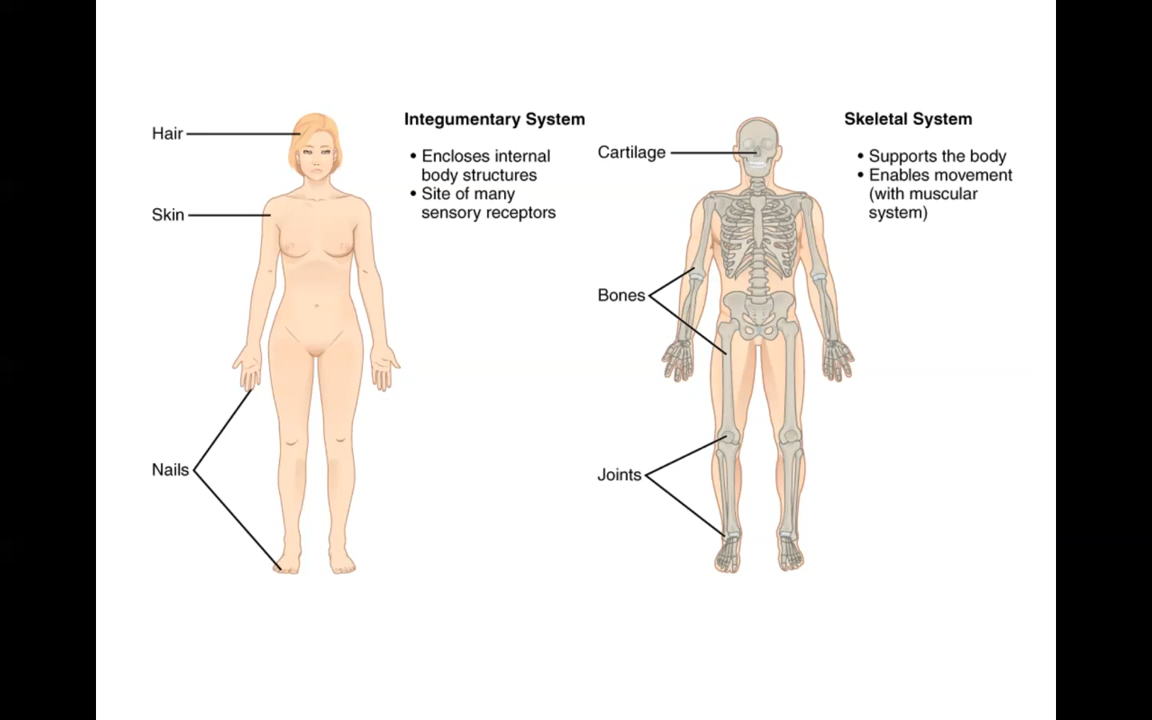 Integumentary System
Hair
• Encloses internal
body structures
• Site of many
sensory receptors
Skin
Nails
Skeletal System
Cartilage
• Supports the body
• Enables movement
(with muscular
system)
Bones
Joints